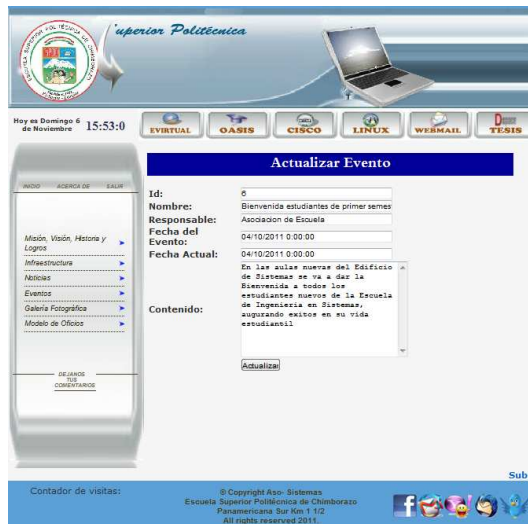 'uperior Politécnica
ESCUELA SUPERIOR POLITÉCNICA DE CHIMBORAZO
Hoy es Domingo 6
de Noviembre
15:53:0
EVIRTUAL
OASIS
CISCO
LINUX
WEBMAIL
TESIS
Actualizar Evento
INICIO ACERCA DE SALIR
Misión, Visión, Historia y
Logros
Infraestructura
Noticias
Eventos
Galería Fotográfica
Modelo de Oficios
DEJANOS
TUS
COMENTARIOS
Id: 6
Nombre: Bienvenida estudiantes de primer semes
Responsable: Asociacion de Escuela
Fecha del
Evento: 04/10/2011 0:00:00
Fecha Actual: 04/10/2011 0:00:00
Contenido:
En las aulas nuevas del Edificio
de Sistemas se va a dar la
Bienvenida a todos los
estudiantes nuevos de la Escuela
de Ingenieria en Sistemas,
augurando exitos en su vida
estudiantil
Actualizar
Sub
Contador de visitas:
© Copyright Aso- Sistemas
Escuela Superior Politécnica de Chimborazo
Panamericana Sur Km 1 1/2
All rights reserved 2011.